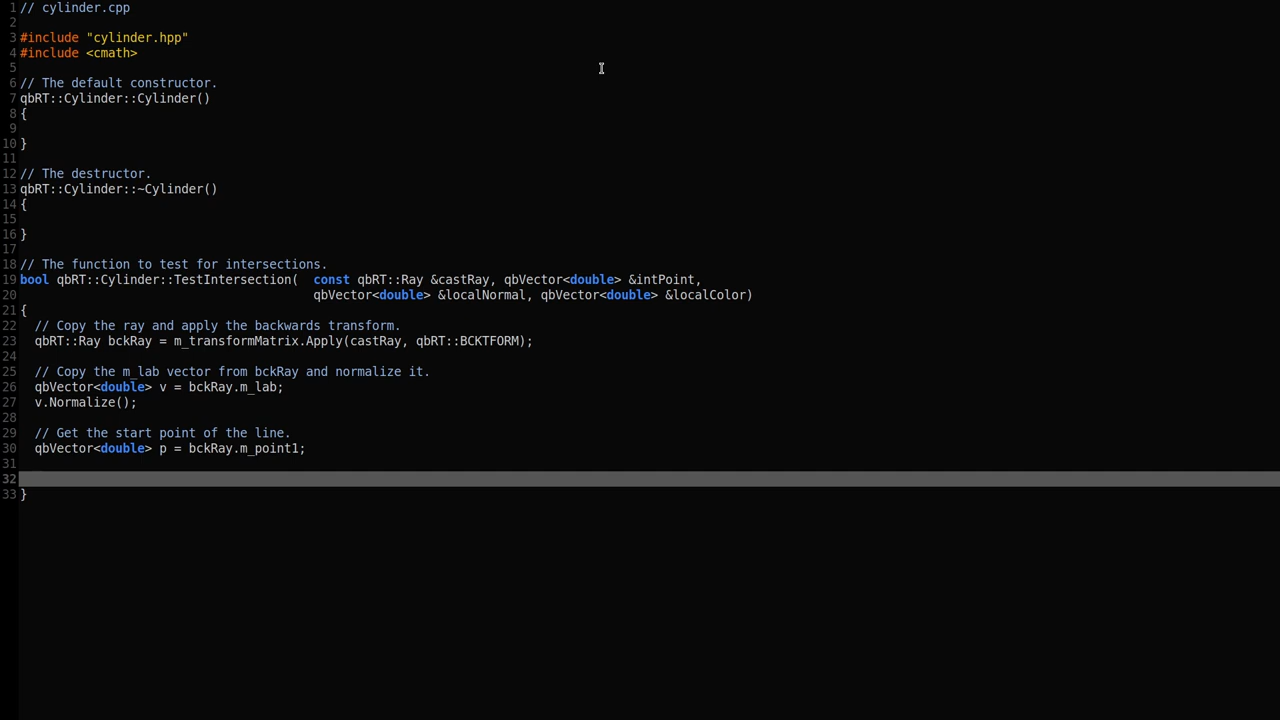 1 // cylinder.cpp
2
3 #include "cylinder.hpp"
4 #include <cmath>
5
6 // The default constructor.
7 qbRT::Cylinder::Cylinder()
8 {
9
10 }
11
12 // The destructor.
13 qbRT::Cylinder::~Cylinder()
14 {
15
16 }
17
18 // The function to test for intersections.
19 bool qbRT::Cylinder::TestIntersection(  const qbRT::Ray &castRay, qbVector<double> &intPoint,
20                                         qbVector<double> &localNormal, qbVector<double> &localColor)
21 {
22   // Copy the ray and apply the backwards transform.
23   qbRT::Ray bckRay = m_transformMatrix.Apply(castRay, qbRT::BCKTFORM);
24
25   // Copy the m_lab vector from bckRay and normalize it.
26   qbVector<double> v = bckRay.m_lab;
27   v.Normalize();
28
29   // Get the start point of the line.
30   qbVector<double> p = bckRay.m_point1;
31
32
33 }